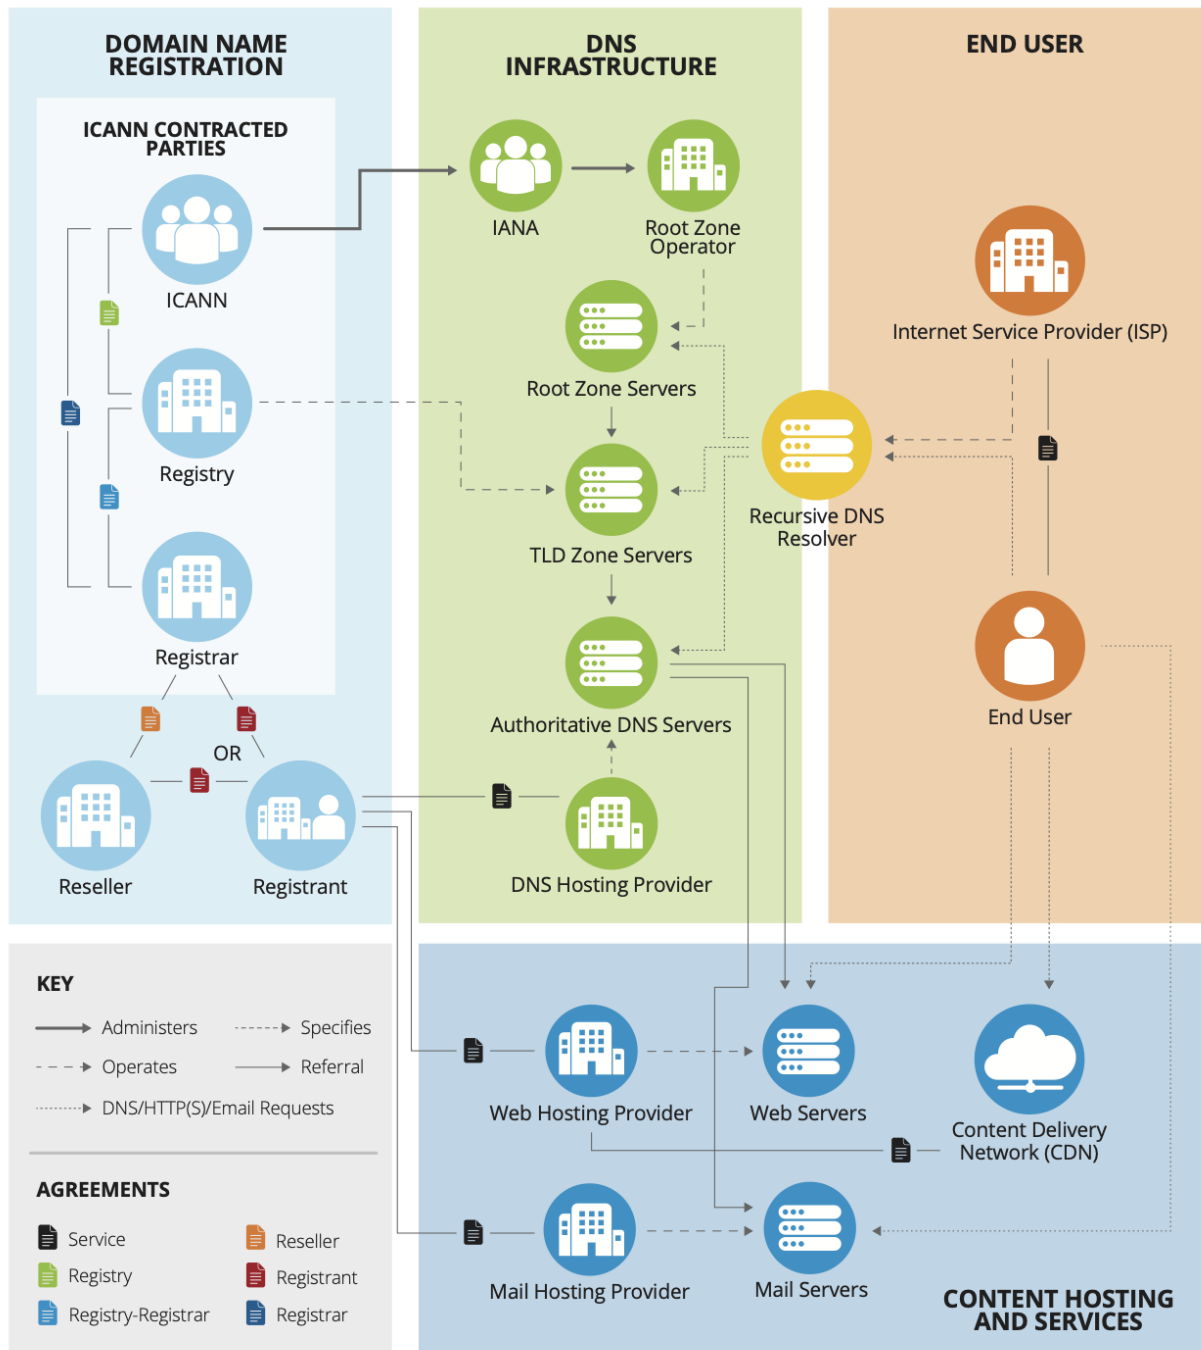 DOMAIN NAME
REGISTRATION
ICANN CONTRACTED
PARTIES
ICANN
Registry
Registrar
OR
Reseller
Registrant
DNS
INFRASTRUCTURE
IANA
Root Zone
Operator
Root Zone Servers
TLD Zone Servers
Authoritative DNS Servers
DNS Hosting Provider
Recursive DNS
Resolver
END USER
Internet Service Provider (ISP)
End User
KEY
Administers
Specifies
Operates
Referral
DNS/HTTP(S)/Email Requests
AGREEMENTS
Service
Reseller
Registry
Registrant
Registry-Registrar
Registrar
Web Hosting Provider
Web Servers
Content Delivery
Network (CDN)
Mail Hosting Provider
Mail Servers
CONTENT HOSTING
AND SERVICES